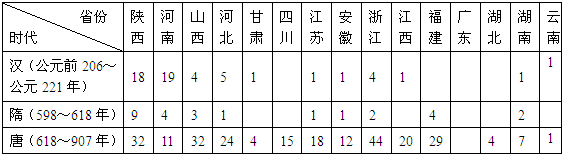 省份
时代
陕西 河南 山西 河北 甘肃 四川 江苏 安徽 浙江 江西 福建 广东 湖北 湖南 云南
汉（公元前 206～公元 221 年） 18 19 4 5 1 1 1 4 1 1 1
隋（598～618 年） 9 4 3 1 1 1 2 4 2
唐（618～907 年） 32 11 32 24 4 15 18 12 44 20 29 4 7 1